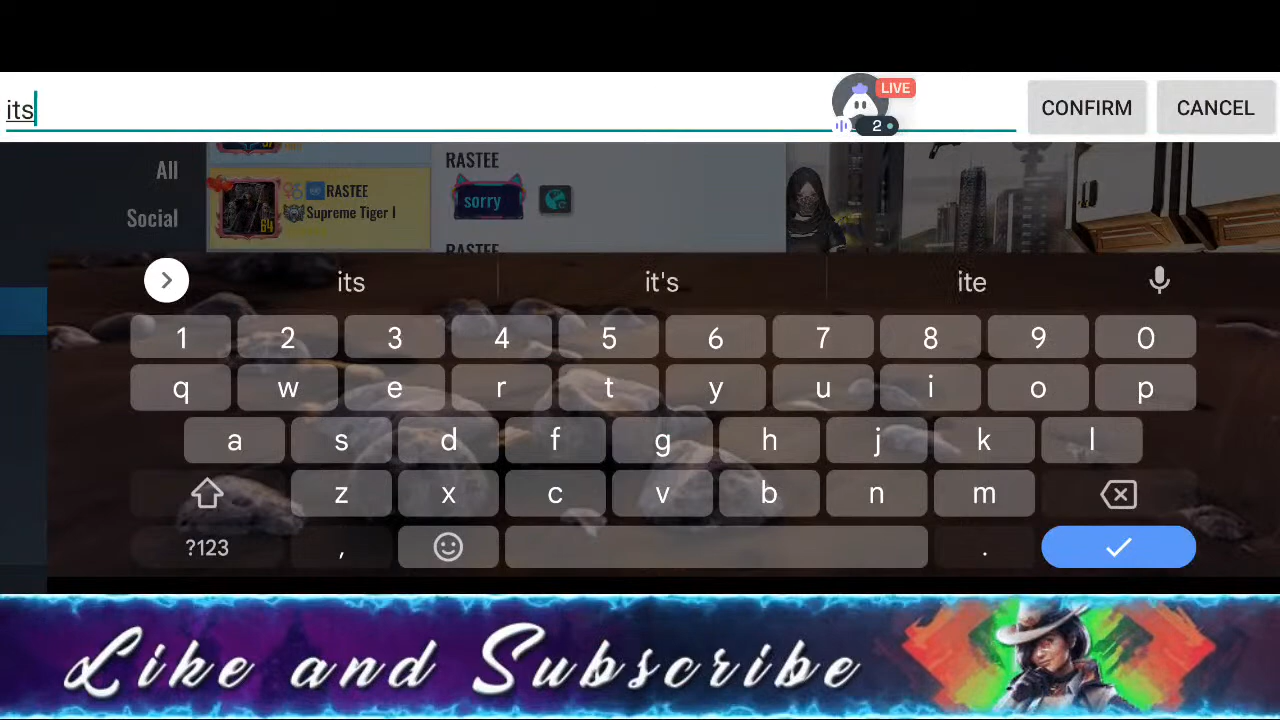 its
LIVE
2
CONFIRM
CANCEL
All
Social
RASTEE
Supreme Tiger I
64
RASTEE
sorry
RASTEE
its
it's
ite
1 2 3 4 5 6 7 8 9 0
q w e r t y u i o p
a s d f g h j k l
z x c v b n m
?123 , .
Like and Subscribe